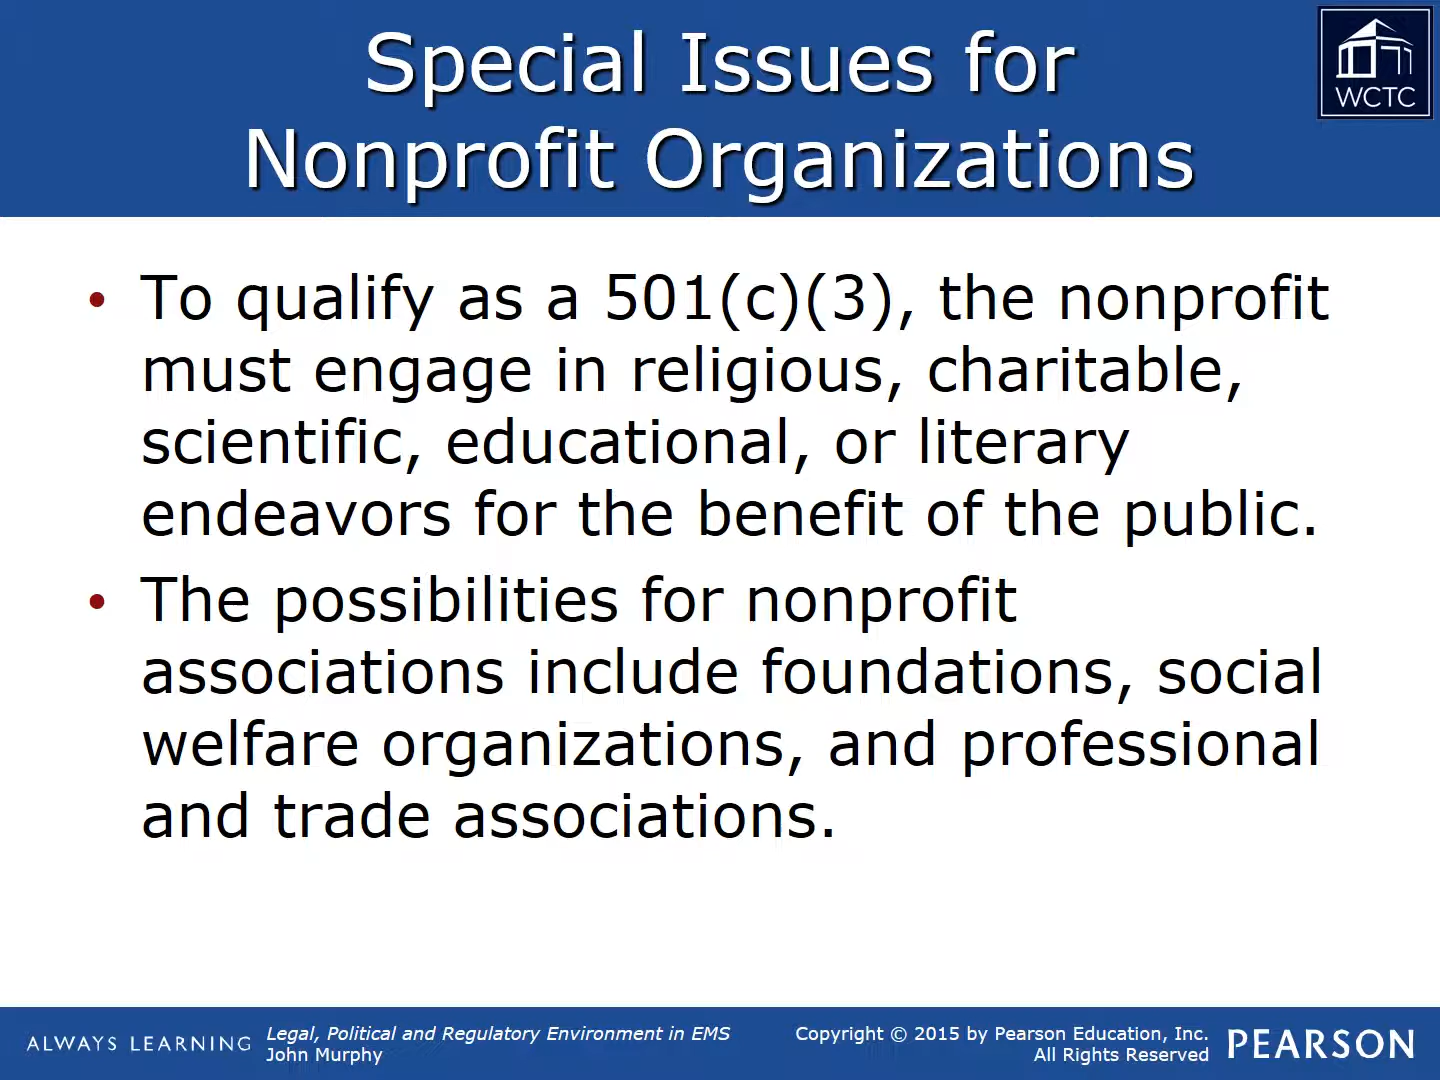 Special Issues for
Nonprofit Organizations
WCTC
• To qualify as a 501(c)(3), the nonprofit
must engage in religious, charitable,
scientific, educational, or literary
endeavors for the benefit of the public.
• The possibilities for nonprofit
associations include foundations, social
welfare organizations, and professional
and trade associations.
ALWAYS LEARNING
Legal, Political and Regulatory Environment in EMS
John Murphy
Copyright © 2015 by Pearson Education, Inc.
All Rights Reserved
PEARSON